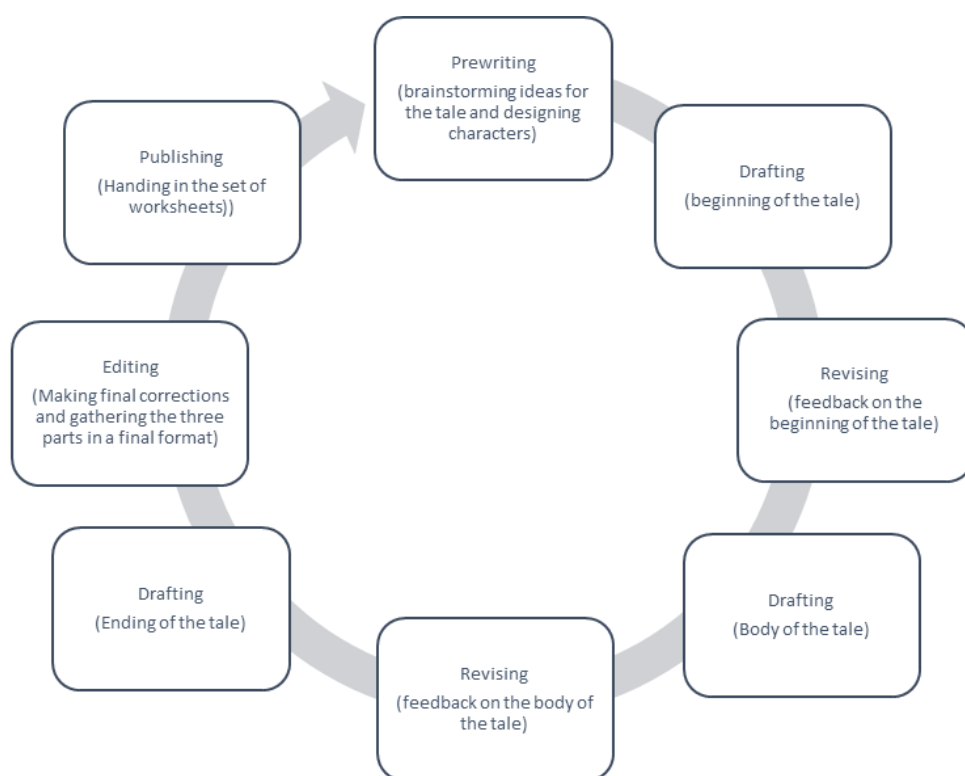 Prewriting
(brainstorming ideas for
the tale and designing
characters)
Drafting
(beginning of the tale)
Revising
(feedback on the
beginning of the tale)
Drafting
(Body of the tale)
Revising
(feedback on the body of
the tale)
Drafting
(Ending of the tale)
Editing
(Making final corrections
and gathering the three
parts in a final format)
Publishing
(Handing in the set of
worksheets))